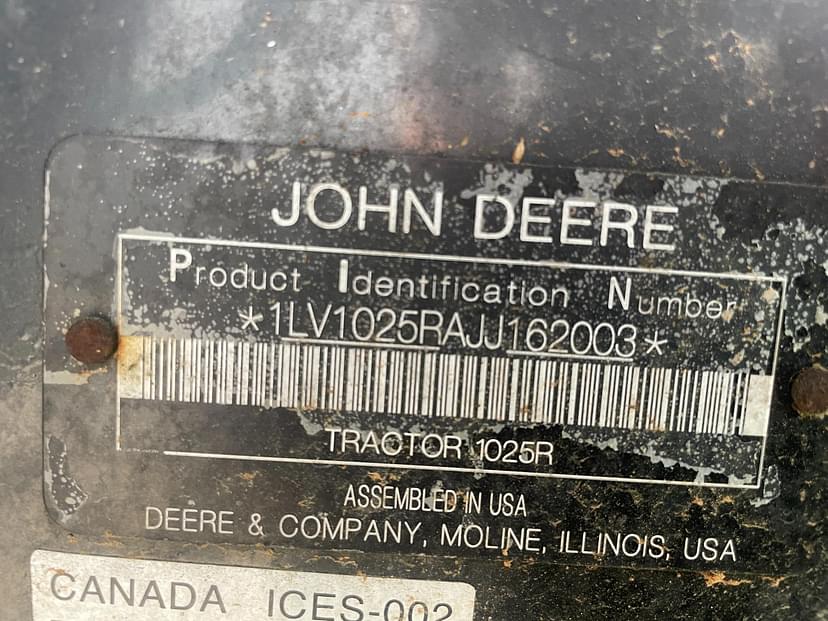 JOHN DEERE
Product Identification Number
*1LV1025RAJJ162003*
TRACTOR 1025R
ASSEMBLED IN USA
DEERE & COMPANY, MOLINE, ILLINOIS, USA
CANADA ICES-002